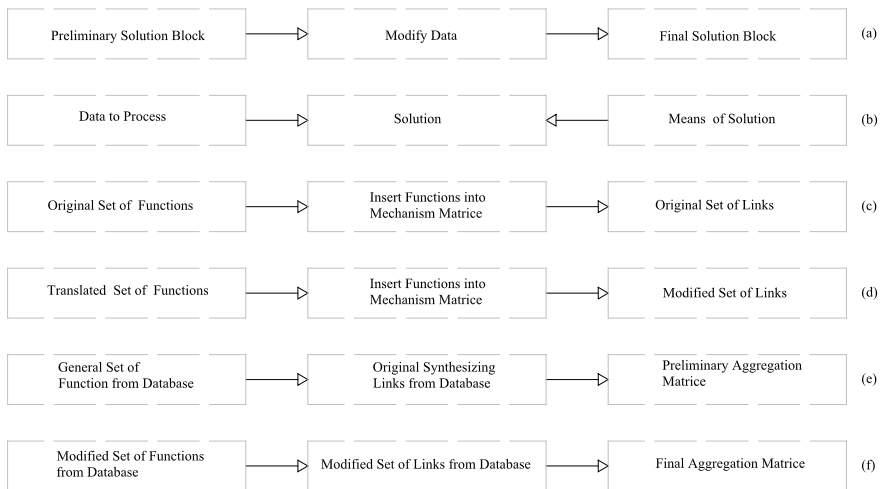 Preliminary Solution Block
Modify Data
Final Solution Block
(a)
Data to Process
Solution
Means of Solution
(b)
Original Set of Functions
Insert Functions into
Mechanism Matrice
Original Set of Links
(c)
Translated Set of Functions
Insert Functions into
Mechanism Matrice
Modified Set of Links
(d)
General Set of
Function from Database
Original Synthesizing
Links from Database
Preliminary Aggregation
Matrice
(e)
Modified Set of Functions
from Database
Modified Set of Links from Database
Final Aggregation Matrice
(f)